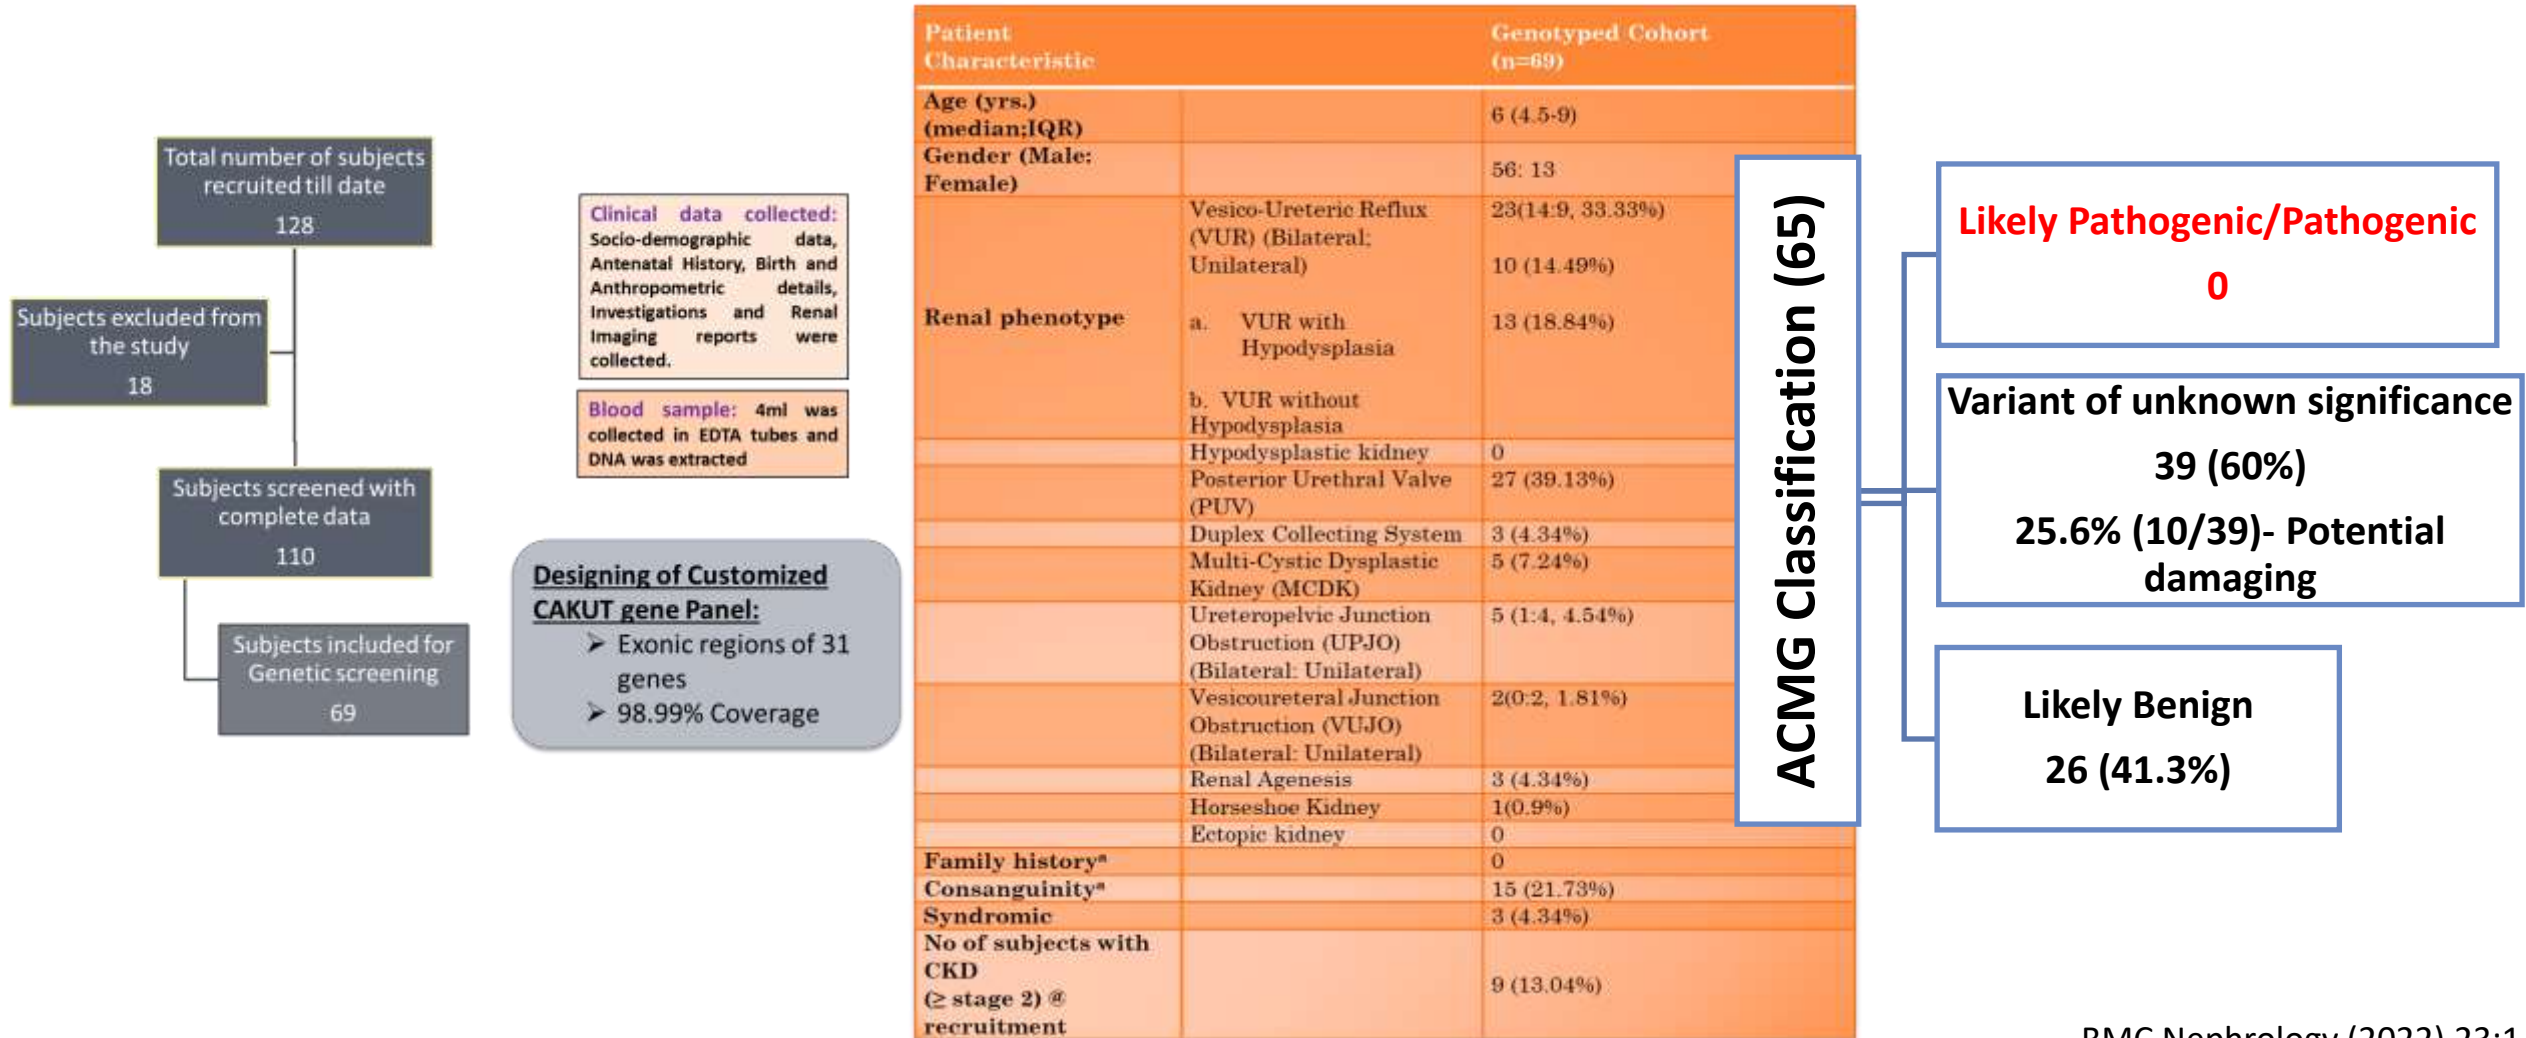 Total number of subjects
recruited till date
128
Subjects excluded from
the study
18
Subjects screened with
complete data
110
Subjects included for
Genetic screening
69
Clinical data collected:
Socio-demographic data,
Antenatal History, Birth and
Anthropometric details,
Investigations and Renal
Imaging reports were
collected.
Blood sample: 4ml was
collected in EDTA tubes and
DNA was extracted
Designing of Customized
CAKUT gene Panel:
➢ Exonic regions of 31
genes
➢ 98.99% Coverage
Patient
Characteristic
Genotyped Cohort
(n=69)
Age (yrs.)
(median;IQR)
6 (4.5-9)
Gender (Male:
Female)
56: 13
Renal phenotype
Vesico-Ureteric Reflux
(VUR) (Bilateral;
Unilateral)
23(14:9, 33.33%)
10 (14.49%)
a. VUR with
Hypodysplasia
13 (18.84%)
b. VUR without
Hypodysplasia
Hypodysplastic kidney
0
Posterior Urethral Valve
(PUV)
27 (39.13%)
Duplex Collecting System
3 (4.34%)
Multi-Cystic Dysplastic
Kidney (MCDK)
5 (7.24%)
Ureteropelvic Junction
Obstruction (UPJO)
(Bilateral: Unilateral)
5 (1:4, 4.54%)
Vesicoureteral Junction
Obstruction (VUJO)
(Bilateral: Unilateral)
2(0:2, 1.81%)
Renal Agenesis
3 (4.34%)
Horseshoe Kidney
1(0.9%)
Ectopic kidney
0
Family historyª
0
Consanguinityª
15 (21.73%)
Syndromic
3 (4.34%)
No of subjects with
CKD
(≥ stage 2) @
recruitment
9 (13.04%)
ACMG Classification (65)
Likely Pathogenic/Pathogenic
0
Variant of unknown significance
39 (60%)
25.6% (10/39)- Potential
damaging
Likely Benign
26 (41.3%)
BMC Nephrology (2022) 23:1